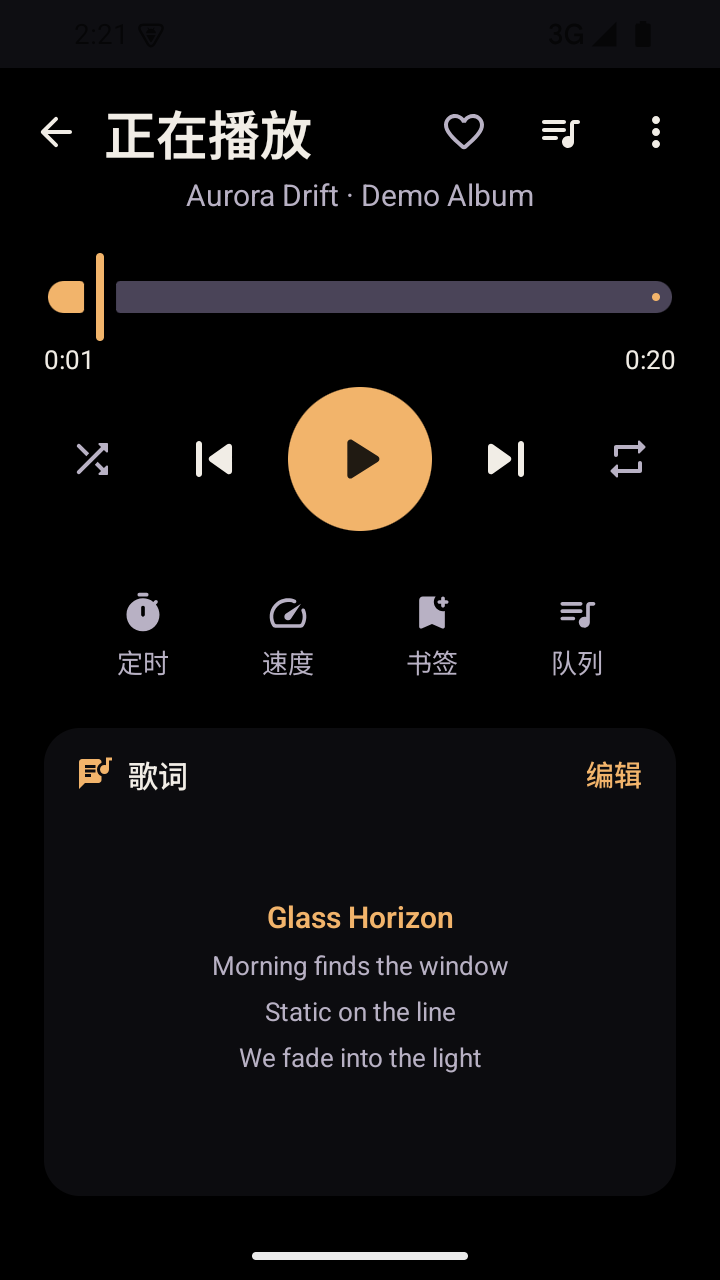 2:21 3G
正在播放
Aurora Drift · Demo Album
0:01 0:20
定时 速度 书签 队列
歌词 编辑
Glass Horizon
Morning finds the window
Static on the line
We fade into the light